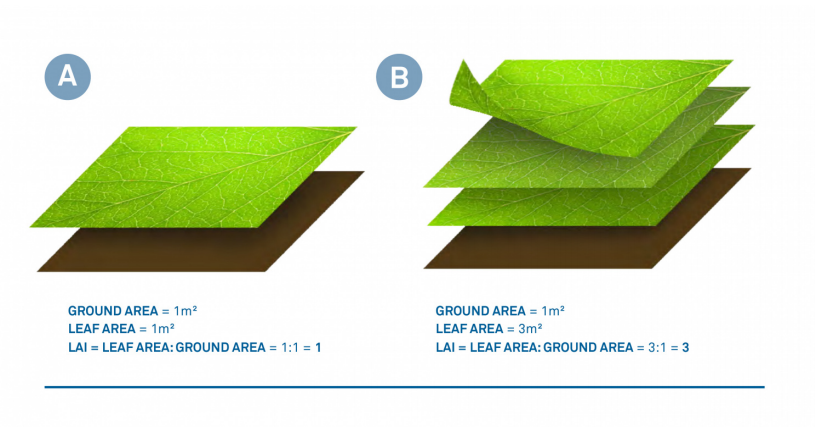 A
B
GROUND AREA = 1m²
LEAF AREA = 1m²
LAI = LEAF AREA: GROUND AREA = 1:1 = 1
GROUND AREA = 1m²
LEAF AREA = 3m²
LAI = LEAF AREA: GROUND AREA = 3:1 = 3